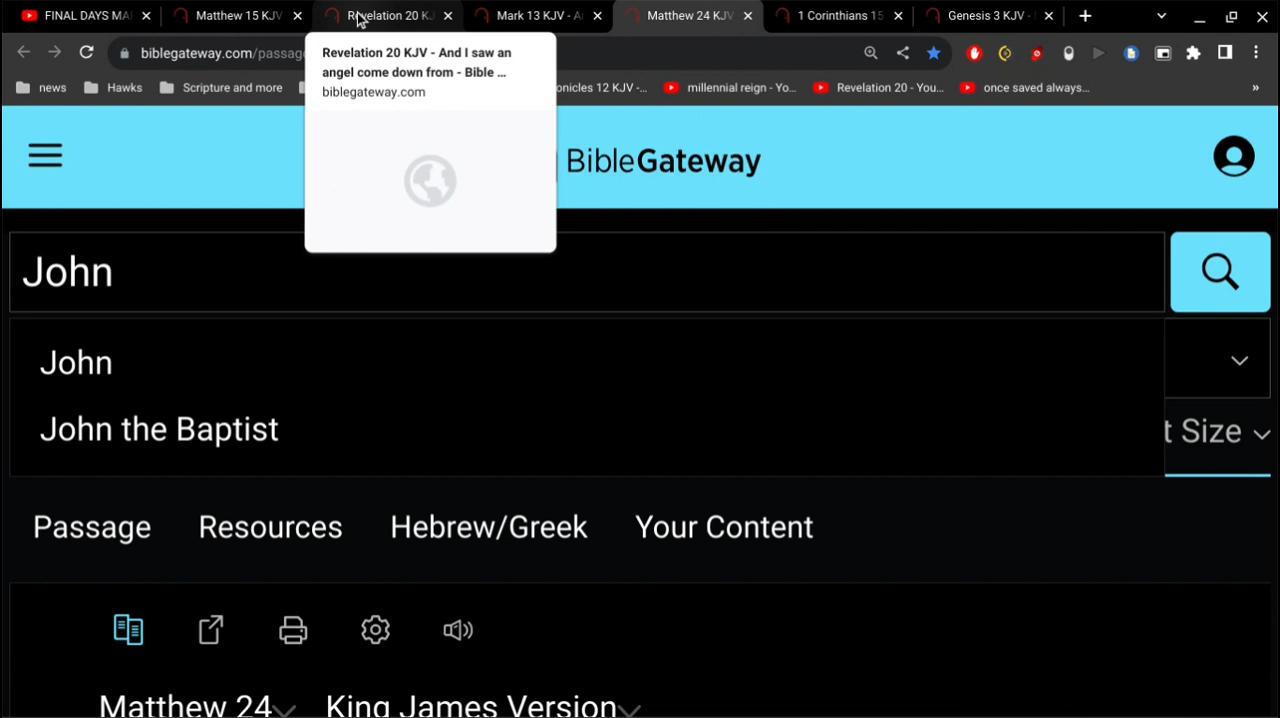 FINAL DAYS MA
Matthew 15 KJV
Revelation 20 KJ
Mark 13 KJV - A
Matthew 24 KJV
1 Corinthians 15
Genesis 3 KJV -
biblegateway.com/passag
Revelation 20 KJV - And I saw an
angel come down from - Bible ...
biblegateway.com
news
Hawks
Scripture and more
onicles 12 KJV -...
millennial reign - Yo...
Revelation 20 - You...
once saved always...
»
BibleGateway
John
John
John the Baptist
t Size
Passage
Resources
Hebrew/Greek
Your Content
Matthew 24
King James Version